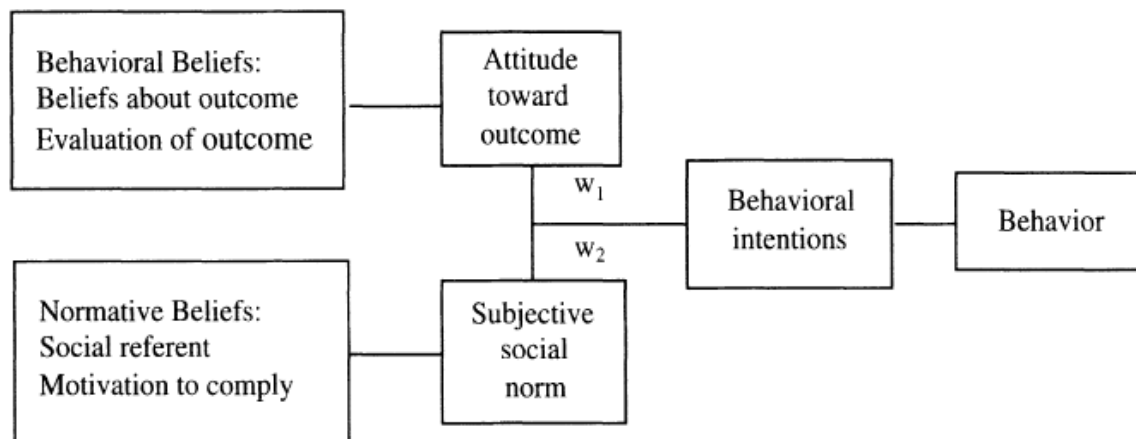 Behavioral Beliefs:
Beliefs about outcome
Evaluation of outcome
Attitude
toward
outcome
w1
w2
Behavioral
intentions
Behavior
Normative Beliefs:
Social referent
Motivation to comply
Subjective
social
norm